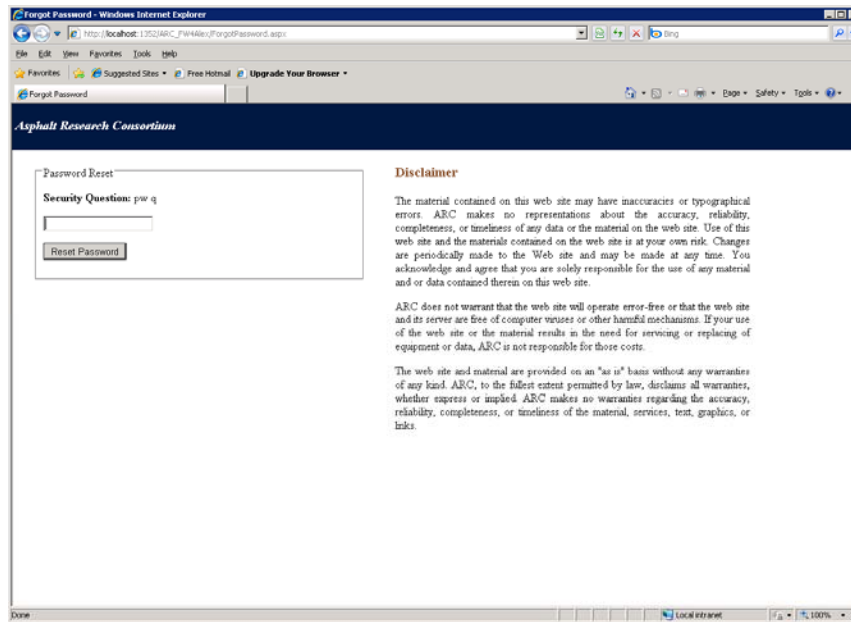 Forgot Password - Windows Internet Explorer
http://localhost:1352/ARC_FW4Alex/ForgotPassword.aspx
Bing
File Edit View Favorites Tools Help
Favorites Suggested Sites Free Hotmail Upgrade Your Browser
Forgot Password
Page Safety Tools
Asphalt Research Consortium
Password Reset
Security Question: pw q
Reset Password
Disclaimer
The material contained on this web site may have inaccuracies or typographical
errors. ARC makes no representations about the accuracy, reliability,
completeness, or timeliness of any data or the material on the web site. Use of this
web site and the materials contained on the web site is at your own risk. Changes
are periodically made to the Web site and may be made at any time. You
acknowledge and agree that you are solely responsible for the use of any material
and or data contained therein on this web site.
ARC does not warrant that the web site will operate error-free or that the web site
and its server are free of computer viruses or other harmful mechanisms. If your use
of the web site or the material results in the need for servicing or replacing of
equipment or data, ARC is not responsible for those costs.
The web site and material are provided on an "as is" basis without any warranties
of any kind. ARC, to the fullest extent permitted by law, disclaims all warranties,
whether express or implied. ARC makes no warranties regarding the accuracy,
reliability, completeness, or timeliness of the material, services, text, graphics, or
links.
Done
Local intranet
100%